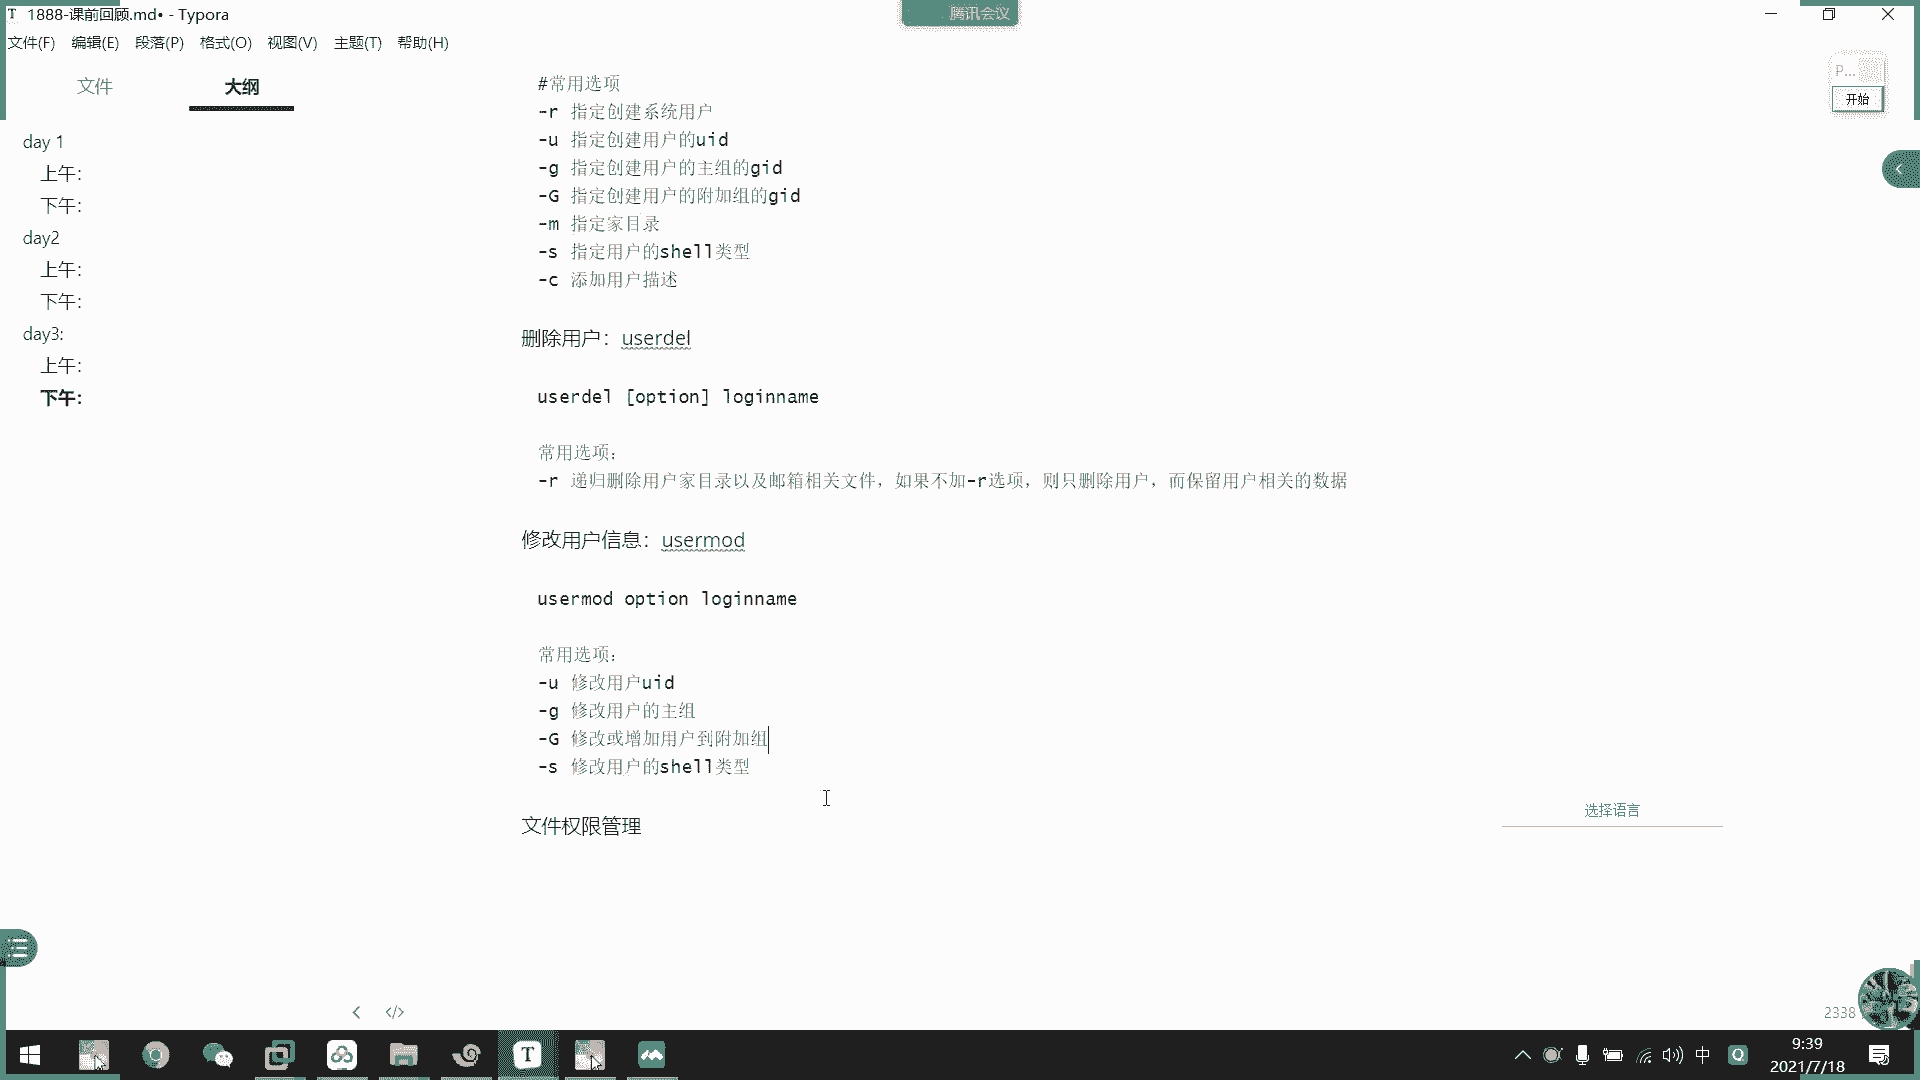 1888-课前回顾.md• - Typora
腾讯会议
文件(F) 编辑(E) 段落(P) 格式(O) 视图(V) 主题(T) 帮助(H)
文件 大纲
day 1
上午：
下午：
day2
上午：
下午：
day3:
上午：
下午：
#常用选项
-r 指定创建系统用户
-u 指定创建用户的uid
-g 指定创建用户的主组的gid
-G 指定创建用户的附加组的gid
-m 指定家目录
-s 指定用户的shell类型
-c 添加用户描述
删除用户：userdel
userdel [option] loginname
常用选项：
-r 递归删除用户家目录以及邮箱相关文件，如果不加-r选项，则只删除用户，而保留用户相关的数据
修改用户信息：usermod
usermod option loginname
常用选项：
-u 修改用户uid
-g 修改用户的主组
-G 修改或增加用户到附加组
-s 修改用户的shell类型
选择语言
文件权限管理
P...
开始
2338
中
9:39
2021/7/18